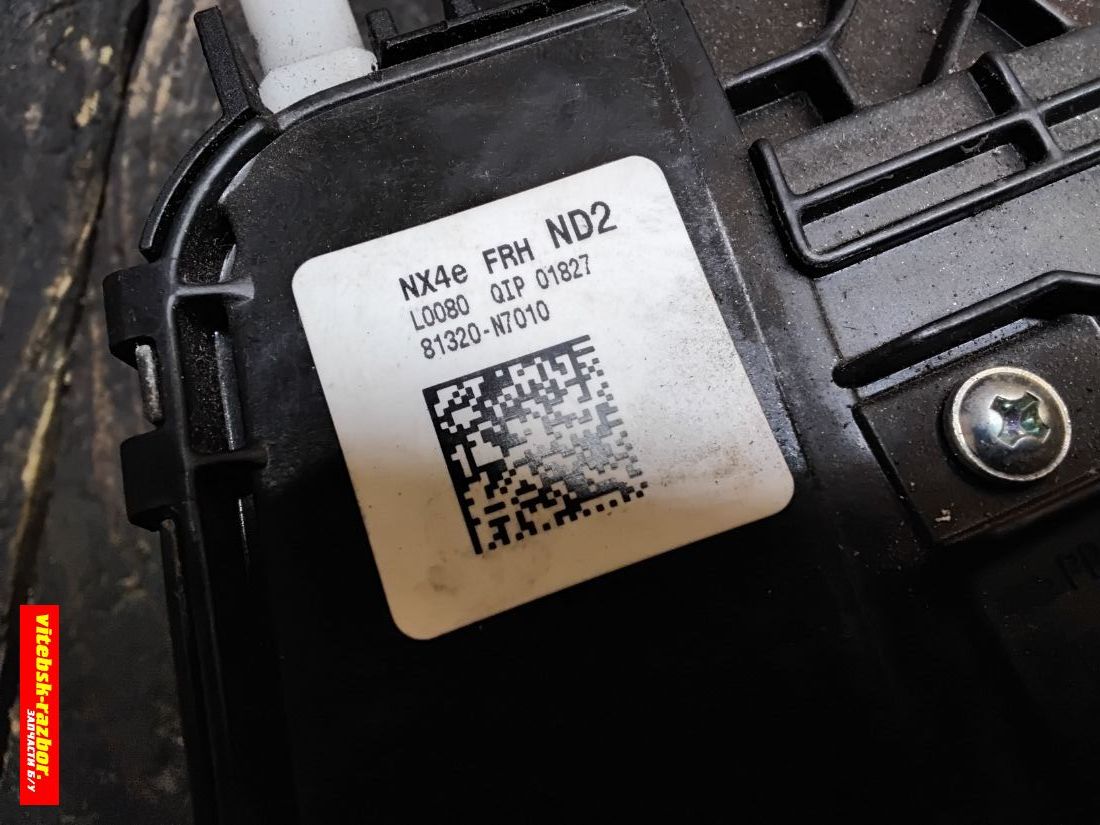 NX4e FRH ND2
L0080 QIP 01827
81320-N7010
vitebsk-razbor.
ЗАПЧАСТИ Б/У